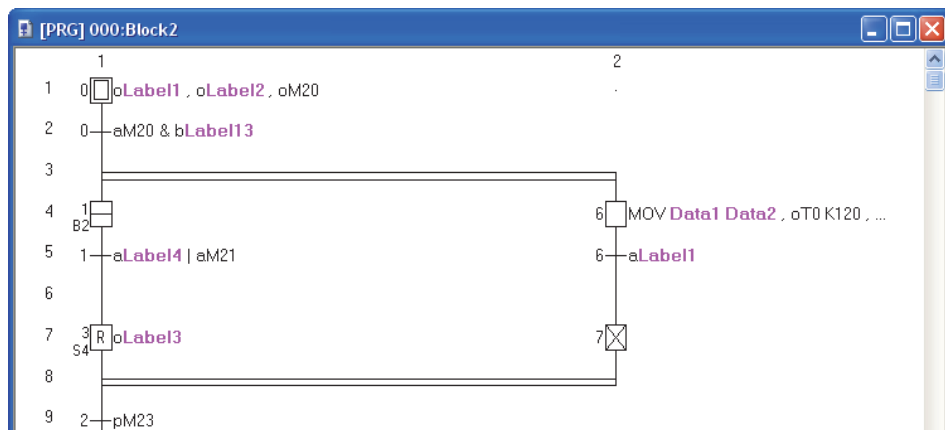 [PRG] 000:Block2
1 2
1 0 oLabel1 , oLabel2 , oM20
2 0 aM20 & bLabel13
3
4 1 B2 6 MOV Data1 Data2 , oT0 K120 , ...
5 1 aLabel4 | aM21 6 aLabel1
6
7 3 S4 R oLabel3 7
8
9 2 pM23